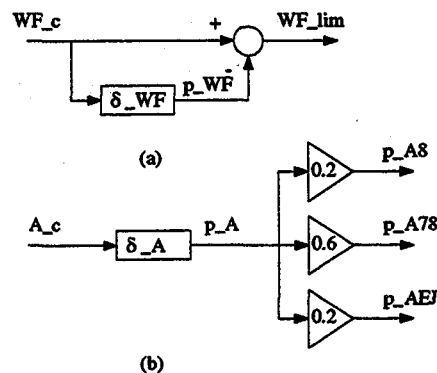 WF_c + WF_lim
δ_WF p_WF -
(a)
0.2 p_A8
A_c δ_A p_A 0.6 p_A78
0.2 p_AEJ
(b)